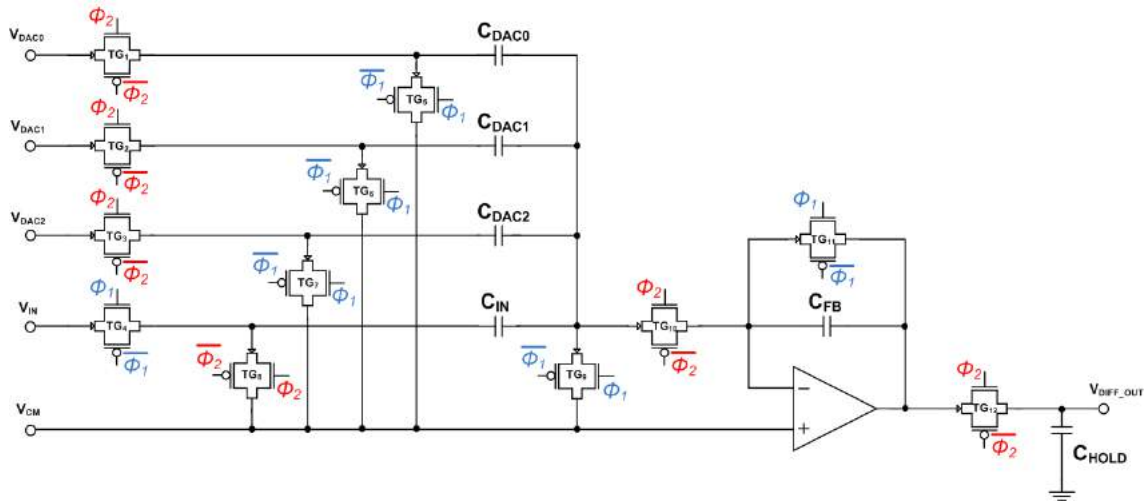 Φ2
VDAC0
TG1
Φ2
CDAC0
Φ1
TG5
Φ1
Φ2
VDAC1
TG2
Φ2
CDAC1
Φ1
TG6
Φ1
Φ2
VDAC2
TG3
Φ2
CDAC2
Φ1
TG7
Φ1
Φ1
TG11
Φ1
Φ1
VIN
TG4
Φ1
CIN
Φ2
TG10
Φ2
CFB
Φ2
TG8
Φ2
Φ1
TG9
Φ1
VCM
−
+
Φ2
TG12
Φ2
VDIFF_OUT
CHOLD